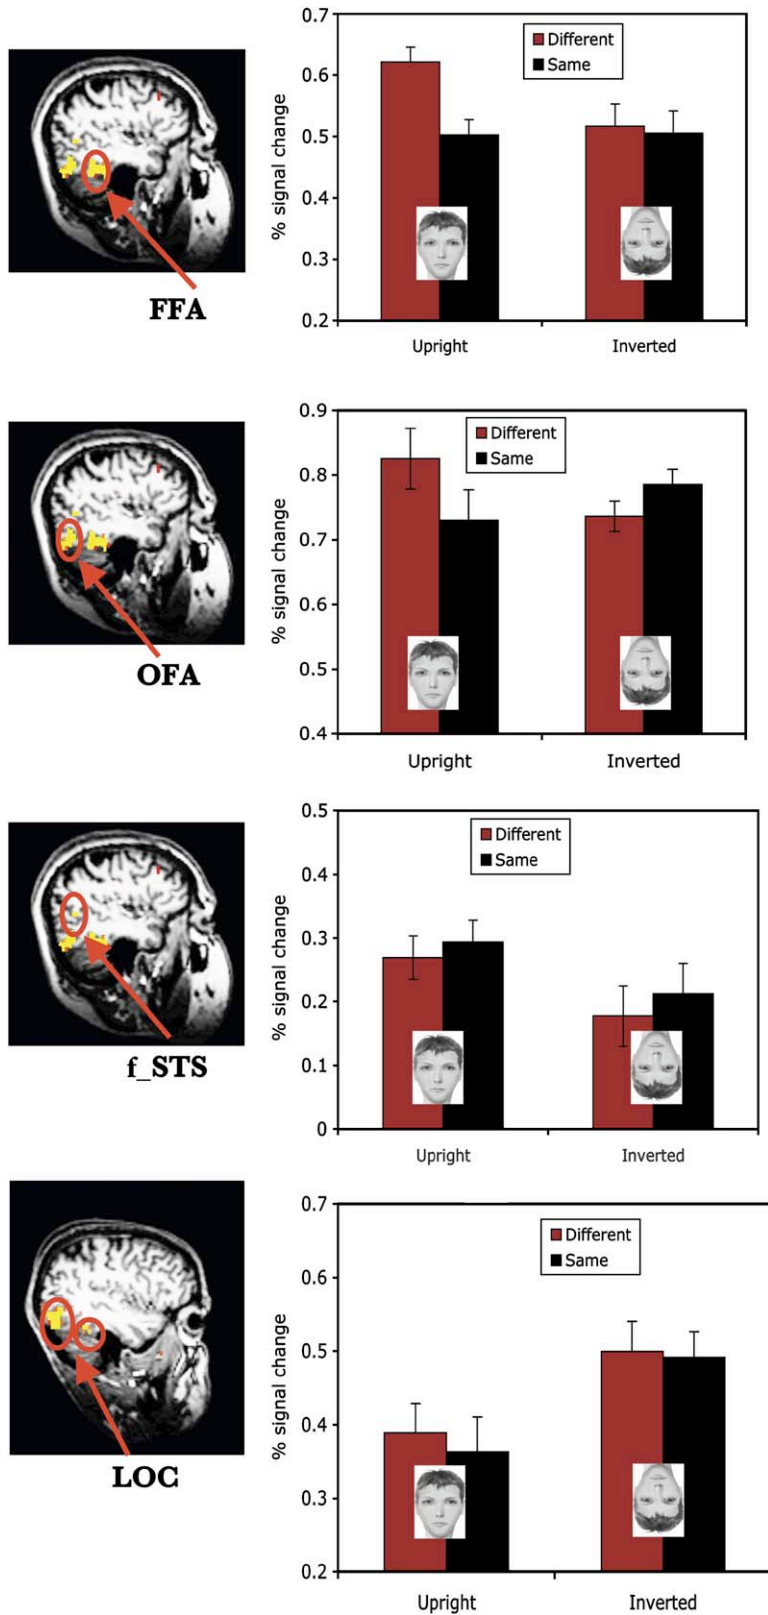 0.7
Different
Same
0.6
0.5
0.4
0.3
0.2
% signal change
Upright
Inverted
FFA
0.9
Different
Same
0.8
0.7
0.6
0.5
0.4
% signal change
Upright
Inverted
OFA
0.5
Different
Same
0.4
0.3
0.2
0.1
0
% signal change
Upright
Inverted
f_STS
0.7
Different
Same
0.6
0.5
0.4
0.3
0.2
% signal change
Upright
Inverted
LOC